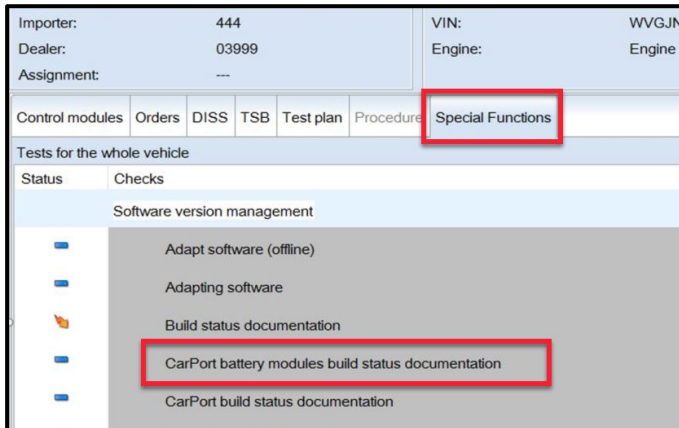 Importer: 444 VIN: WVGJN
Dealer: 03999 Engine: Engine
Assignment: ---
Control modules Orders DISS TSB Test plan Procedure Special Functions
Tests for the whole vehicle
Status Checks
Software version management
Adapt software (offline)
Adapting software
Build status documentation
CarPort battery modules build status documentation
CarPort build status documentation